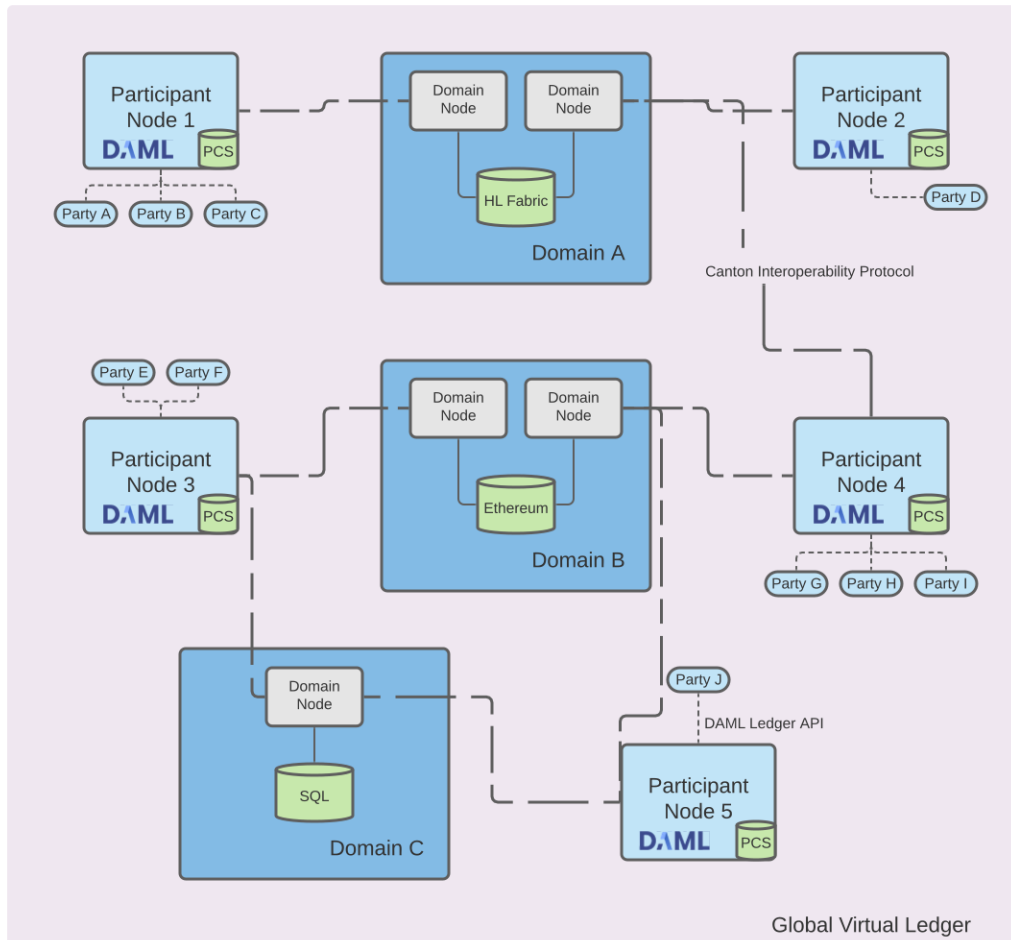 Participant
Node 1
DAML
PCS
Party A
Party B
Party C
Domain
Node
Domain
Node
HL Fabric
Domain A
Participant
Node 2
DAML
PCS
Party D
Canton Interoperability Protocol
Party E
Party F
Participant
Node 3
DAML
PCS
Domain
Node
Domain
Node
Ethereum
Domain B
Participant
Node 4
DAML
PCS
Party G
Party H
Party I
Domain
Node
SQL
Domain C
Party J
DAML Ledger API
Participant
Node 5
DAML
PCS
Global Virtual Ledger